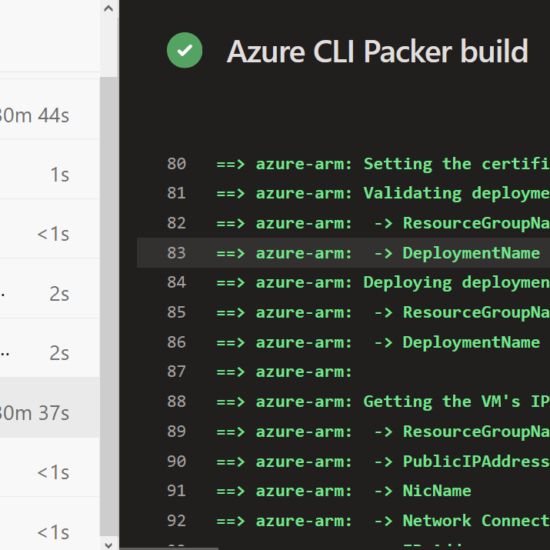 Azure CLI Packer build
30m 44s
1s
<1s
2s
2s
30m 37s
<1s
<1s
80 ==> azure-arm: Setting the certifi
81 ==> azure-arm: Validating deployme
82 ==> azure-arm: -> ResourceGroupNa
83 ==> azure-arm: -> DeploymentName
84 ==> azure-arm: Deploying deploymen
85 ==> azure-arm: -> ResourceGroupNa
86 ==> azure-arm: -> DeploymentName
87 ==> azure-arm:
88 ==> azure-arm: Getting the VM's IP
89 ==> azure-arm: -> ResourceGroupNa
90 ==> azure-arm: -> PublicIPAddress
91 ==> azure-arm: -> NicName
92 ==> azure-arm: -> Network Connect